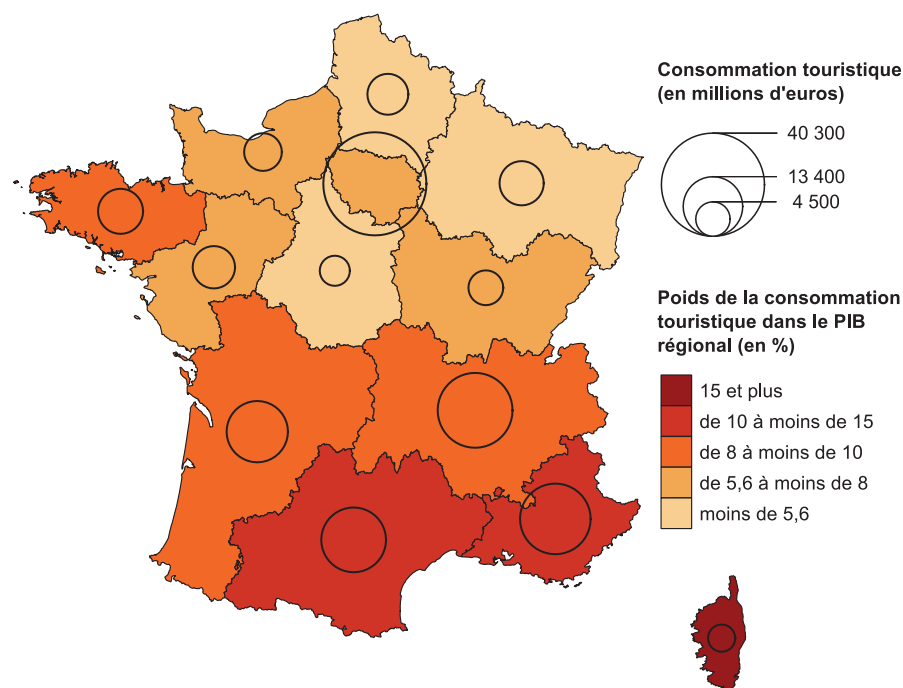 Consommation touristique
(en millions d'euros)
40 300
13 400
4 500
Poids de la consommation
touristique dans le PIB
régional (en %)
15 et plus
de 10 à moins de 15
de 8 à moins de 10
de 5,6 à moins de 8
moins de 5,6